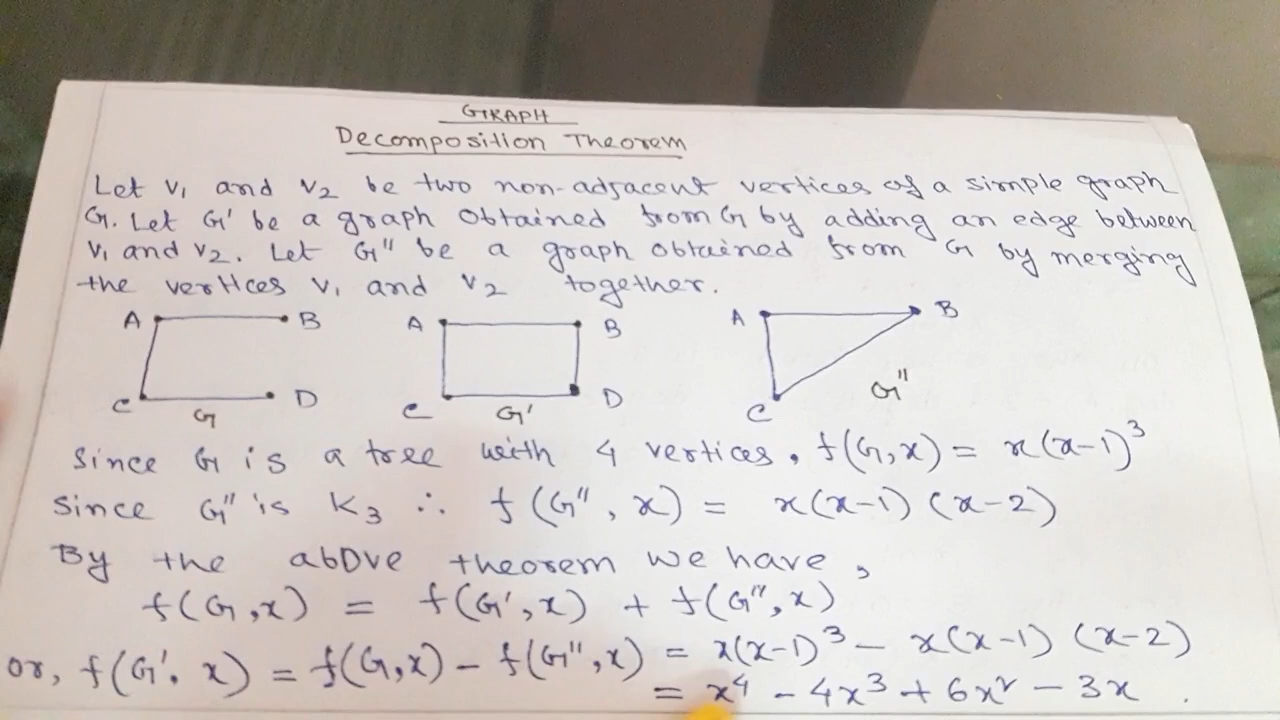 GRAPH
Decomposition Theorem
Let v₁ and v₂ be two non-adjacent vertices of a simple graph
G. Let G' be a graph obtained from G by adding an edge between
v₁ and v₂. Let G" be a graph obtained from G by merging
the vertices v₁ and v₂ together.
A B A B A B
C D C D C
G G' G"
Since G is a tree with 4 vertices, f(G,x) = x(x-1)³
Since G" is K₃ ∴ f(G", x) = x(x-1) (x-2)
By the above theorem we have,
f(G,x) = f(G',x) + f(G",x)
or, f(G', x) = f(G,x) - f(G",x) = x(x-1)³ - x(x-1) (x-2)
= x⁴ - 4x³ + 6x² - 3x .